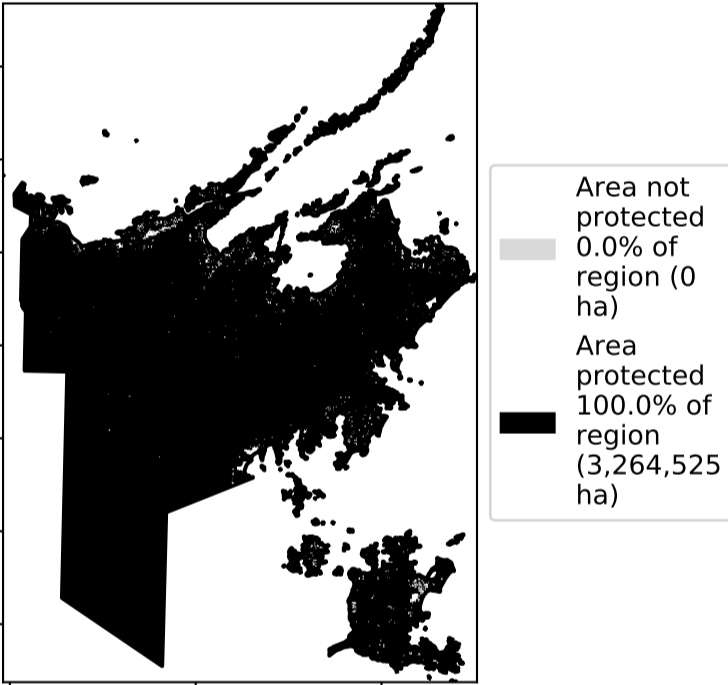 Area not
protected
0.0% of
region (0
ha)
Area
protected
100.0% of
region
(3,264,525
ha)